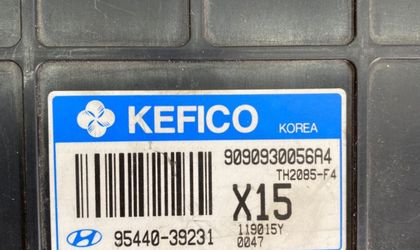 KEFICO KOREA
9090930056A4
TH2085-F4
X15
119015Y
95440-39231 0047